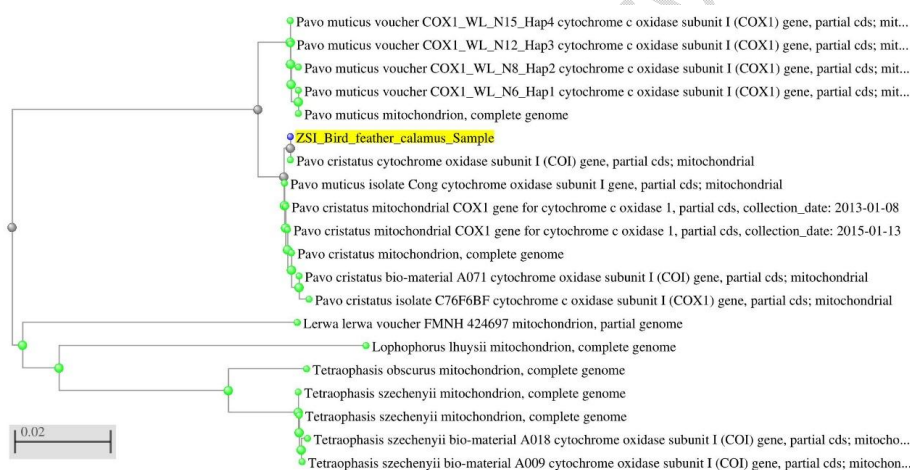 Pavo muticus voucher COX1_WL_N15_Hap4 cytochrome c oxidase subunit I (COX1) gene, partial cds; mit...
Pavo muticus voucher COX1_WL_N12_Hap3 cytochrome c oxidase subunit I (COX1) gene, partial cds; mit...
Pavo muticus voucher COX1_WL_N8_Hap2 cytochrome c oxidase subunit I (COX1) gene, partial cds; mit...
Pavo muticus voucher COX1_WL_N6_Hap1 cytochrome c oxidase subunit I (COX1) gene, partial cds; mit...
Pavo muticus mitochondrion, complete genome
ZSI_Bird_feather_calamus_Sample
Pavo cristatus cytochrome oxidase subunit I (COI) gene, partial cds; mitochondrial
Pavo muticus isolate Cong cytochrome oxidase subunit I gene, partial cds; mitochondrial
Pavo cristatus mitochondrial COX1 gene for cytochrome c oxidase 1, partial cds, collection_date: 2013-01-08
Pavo cristatus mitochondrial COX1 gene for cytochrome c oxidase 1, partial cds, collection_date: 2015-01-13
Pavo cristatus mitochondrion, complete genome
Pavo cristatus bio-material A071 cytochrome oxidase subunit I (COI) gene, partial cds; mitochondrial
Pavo cristatus isolate C76F6BF cytochrome c oxidase subunit I (COX1) gene, partial cds; mitochondrial
Lerwa lerwa voucher FMNH 424697 mitochondrion, partial genome
Lophophorus lhuysii mitochondrion, complete genome
Tetraophasis obscurus mitochondrion, complete genome
Tetraophasis szechenyii mitochondrion, complete genome
Tetraophasis szechenyii mitochondrion, complete genome
Tetraophasis szechenyii bio-material A018 cytochrome oxidase subunit I (COI) gene, partial cds; mitocho...
Tetraophasis szechenyii bio-material A009 cytochrome oxidase subunit I (COI) gene, partial cds; mitochon...
0.02